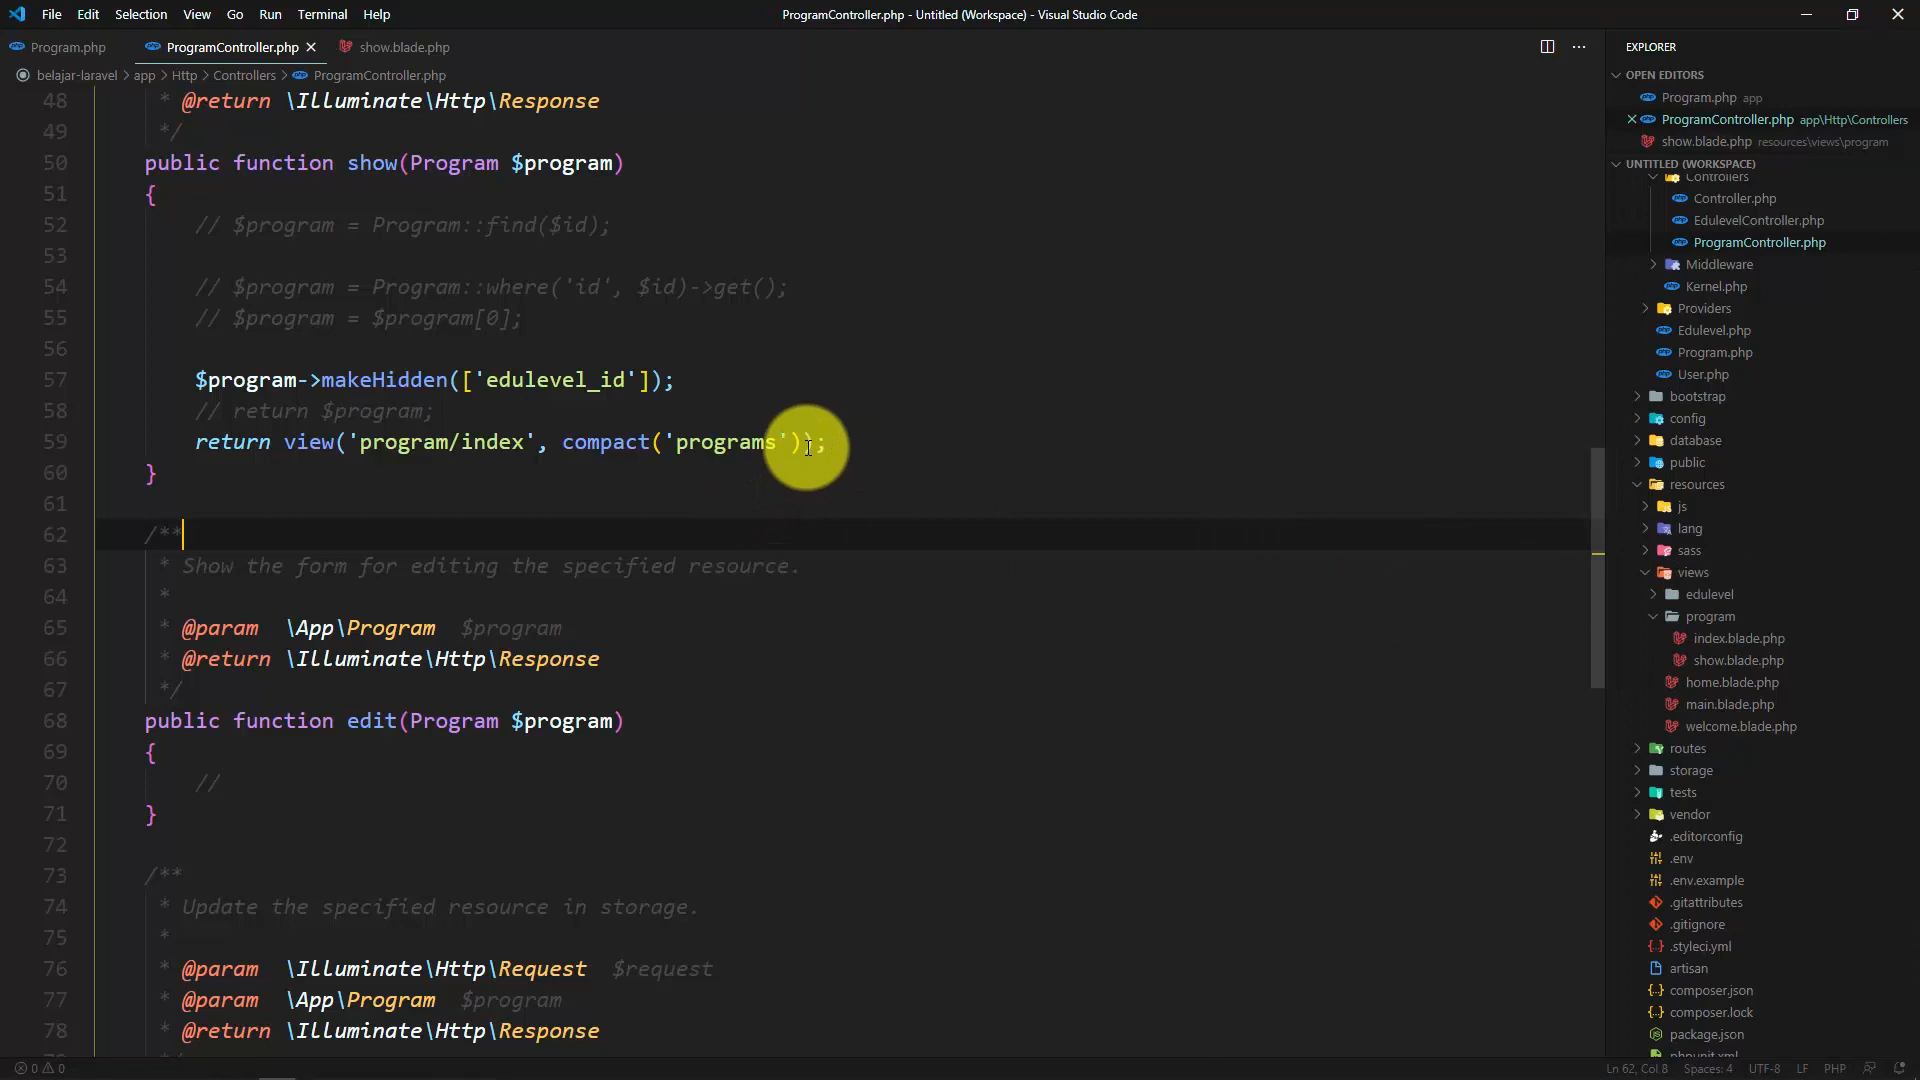 File Edit Selection View Go Run Terminal Help
ProgramController.php - Untitled (Workspace) - Visual Studio Code
Program.php
ProgramController.php
show.blade.php
belajar-laravel > app > Http > Controllers > ProgramController.php
48 * @return \Illuminate\Http\Response
49 */
50 public function show(Program $program)
51 {
52 // $program = Program::find($id);
53
54 // $program = Program::where('id', $id)->get();
55 // $program = $program[0];
56
57 $program->makeHidden(['edulevel_id']);
58 // return $program;
59 return view('program/index', compact('programs'));
60 }
61
62 /**
63 * Show the form for editing the specified resource.
64 *
65 * @param \App\Program $program
66 * @return \Illuminate\Http\Response
67 */
68 public function edit(Program $program)
69 {
70 //
71 }
72
73 /**
74 * Update the specified resource in storage.
75 *
76 * @param \Illuminate\Http\Request $request
77 * @param \App\Program $program
78 * @return \Illuminate\Http\Response
EXPLORER
OPEN EDITORS
Program.php app
ProgramController.php app\Http\Controllers
show.blade.php resources\views\program
UNTITLED (WORKSPACE)
Controllers
Controller.php
EdulevelController.php
ProgramController.php
Middleware
Kernel.php
Providers
Edulevel.php
Program.php
User.php
bootstrap
config
database
public
resources
js
lang
sass
views
edulevel
program
index.blade.php
show.blade.php
home.blade.php
main.blade.php
welcome.blade.php
routes
storage
tests
vendor
.editorconfig
.env
.env.example
.gitattributes
.gitignore
.styleci.yml
artisan
composer.json
composer.lock
package.json
phpunit.xml
0 0
Ln 62, Col 8 Spaces: 4 UTF-8 LF PHP